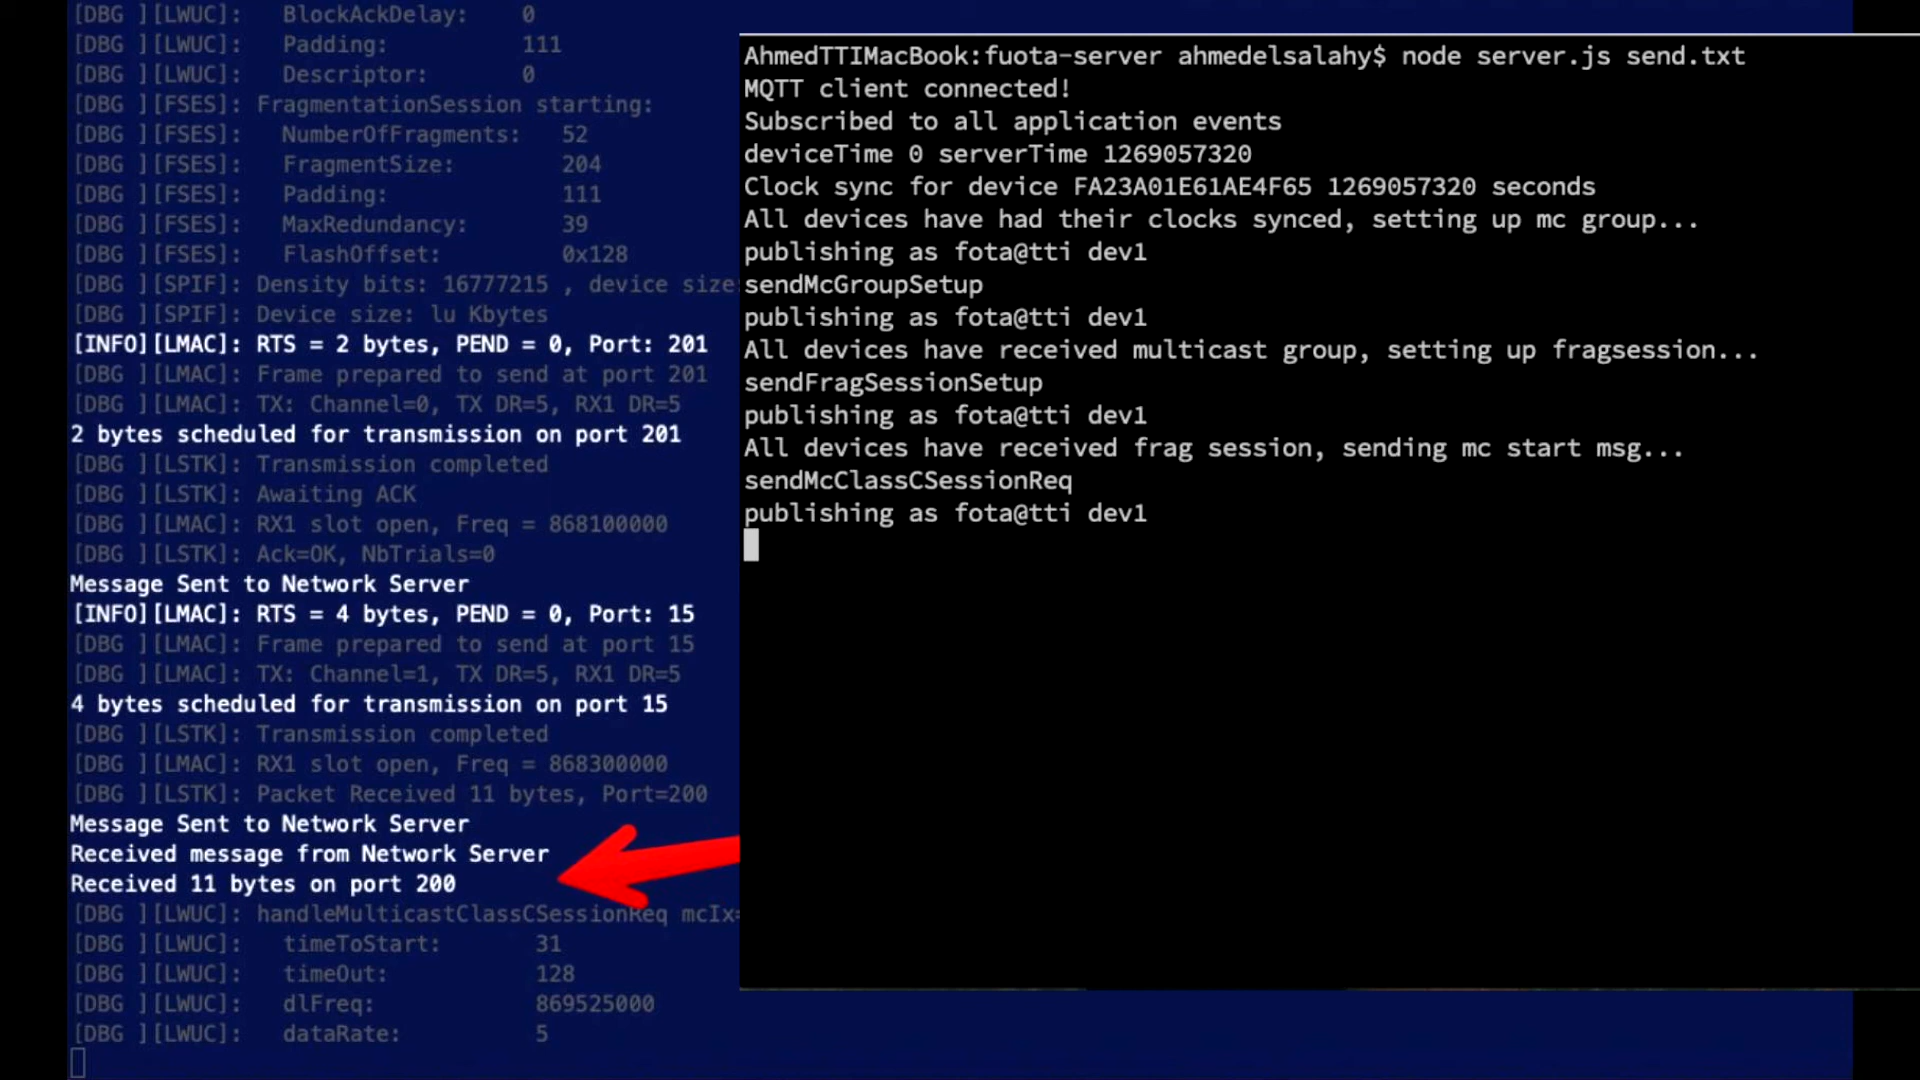 [DBG ][LWUC]:   BlockAckDelay:    0
[DBG ][LWUC]:   Padding:          111
[DBG ][LWUC]:   Descriptor:       0
[DBG ][FSES]: FragmentationSession starting:
[DBG ][FSES]:   NumberOfFragments:   52
[DBG ][FSES]:   FragmentSize:        204
[DBG ][FSES]:   Padding:             111
[DBG ][FSES]:   MaxRedundancy:       39
[DBG ][FSES]:   FlashOffset:         0x128
[DBG ][SPIF]: Density bits: 16777215 , device size:
[DBG ][SPIF]: Device size: lu Kbytes
[INFO][LMAC]: RTS = 2 bytes, PEND = 0, Port: 201
[DBG ][LMAC]: Frame prepared to send at port 201
[DBG ][LMAC]: TX: Channel=0, TX DR=5, RX1 DR=5
2 bytes scheduled for transmission on port 201
[DBG ][LSTK]: Transmission completed
[DBG ][LSTK]: Awaiting ACK
[DBG ][LMAC]: RX1 slot open, Freq = 868100000
[DBG ][LSTK]: Ack=OK, NbTrials=0
Message Sent to Network Server
[INFO][LMAC]: RTS = 4 bytes, PEND = 0, Port: 15
[DBG ][LMAC]: Frame prepared to send at port 15
[DBG ][LMAC]: TX: Channel=1, TX DR=5, RX1 DR=5
4 bytes scheduled for transmission on port 15
[DBG ][LSTK]: Transmission completed
[DBG ][LMAC]: RX1 slot open, Freq = 868300000
[DBG ][LSTK]: Packet Received 11 bytes, Port=200
Message Sent to Network Server
Received message from Network Server
Received 11 bytes on port 200
[DBG ][LWUC]: handleMulticastClassCSessionReq mcIx=
[DBG ][LWUC]:   timeToStart:       31
[DBG ][LWUC]:   timeOut:           128
[DBG ][LWUC]:   dlFreq:            869525000
[DBG ][LWUC]:   dataRate:          5
AhmedTTIMacBook:fuota-server ahmedelsalahy$ node server.js send.txt
MQTT client connected!
Subscribed to all application events
deviceTime 0 serverTime 1269057320
Clock sync for device FA23A01E61AE4F65 1269057320 seconds
All devices have had their clocks synced, setting up mc group...
publishing as fota@tti dev1
sendMcGroupSetup
publishing as fota@tti dev1
All devices have received multicast group, setting up fragsession...
sendFragSessionSetup
publishing as fota@tti dev1
All devices have received frag session, sending mc start msg...
sendMcClassCSessionReq
publishing as fota@tti dev1